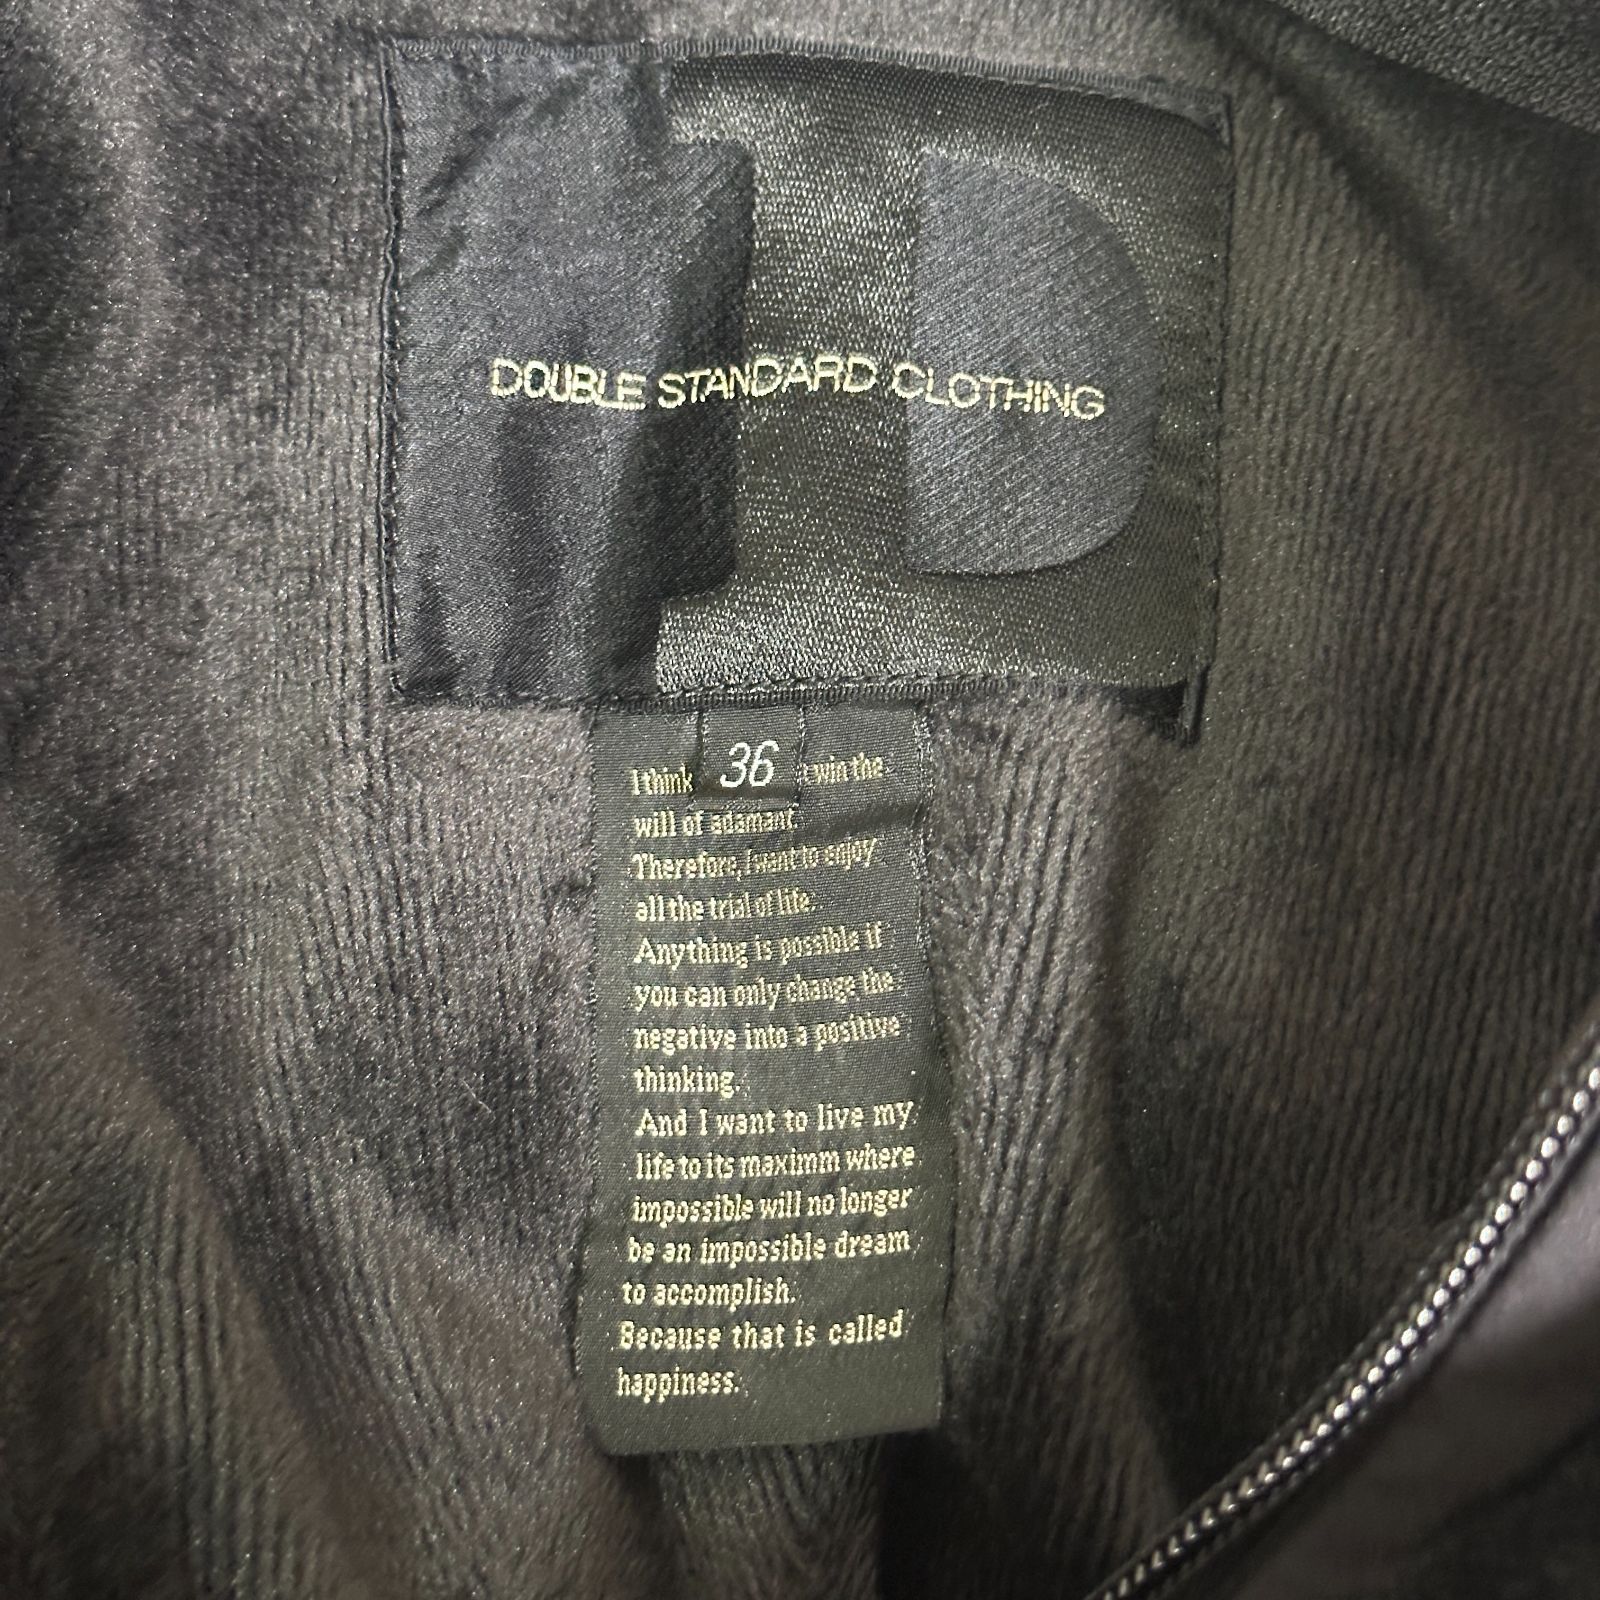 DOUBLE STANDARD CLOTHING
36
I think win the
will of adamant.
Therefore, I want to enjoy
all the trial of life.
Anything is possible if
you can only change the
negative into a positive
thinking.
And I want to live my
life to its maximm where
impossible will no longer
be an impossible dream
to accomplish.
Because that is called
happiness.